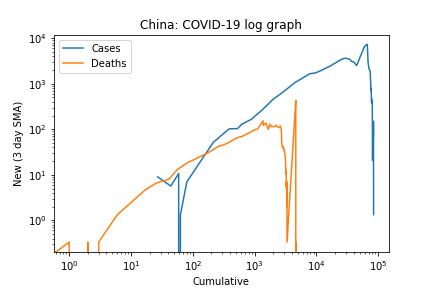 China: COVID-19 log graph
Cases
Deaths
New (3 day SMA)
10⁴
10³
10²
10¹
10⁰
10⁰ 10¹ 10² 10³ 10⁴ 10⁵
Cumulative